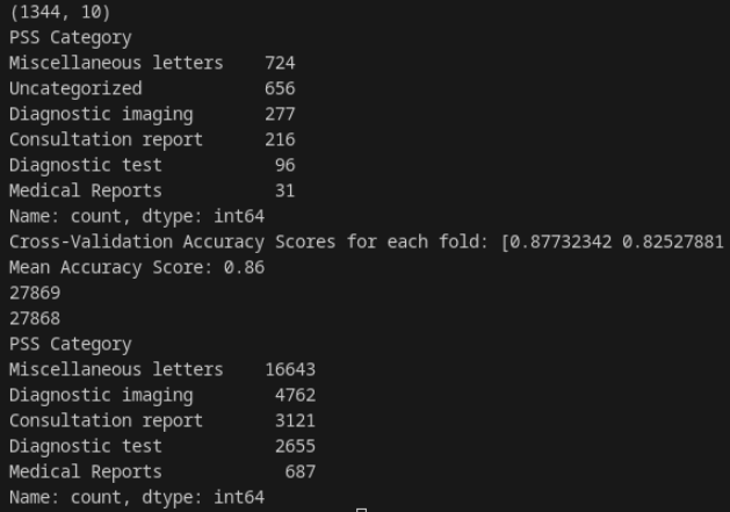 (1344, 10)
PSS Category
Miscellaneous letters    724
Uncategorized            656
Diagnostic imaging       277
Consultation report      216
Diagnostic test           96
Medical Reports           31
Name: count, dtype: int64
Cross-Validation Accuracy Scores for each fold: [0.87732342 0.82527881
Mean Accuracy Score: 0.86
27869
27868
PSS Category
Miscellaneous letters    16643
Diagnostic imaging        4762
Consultation report       3121
Diagnostic test           2655
Medical Reports            687
Name: count, dtype: int64